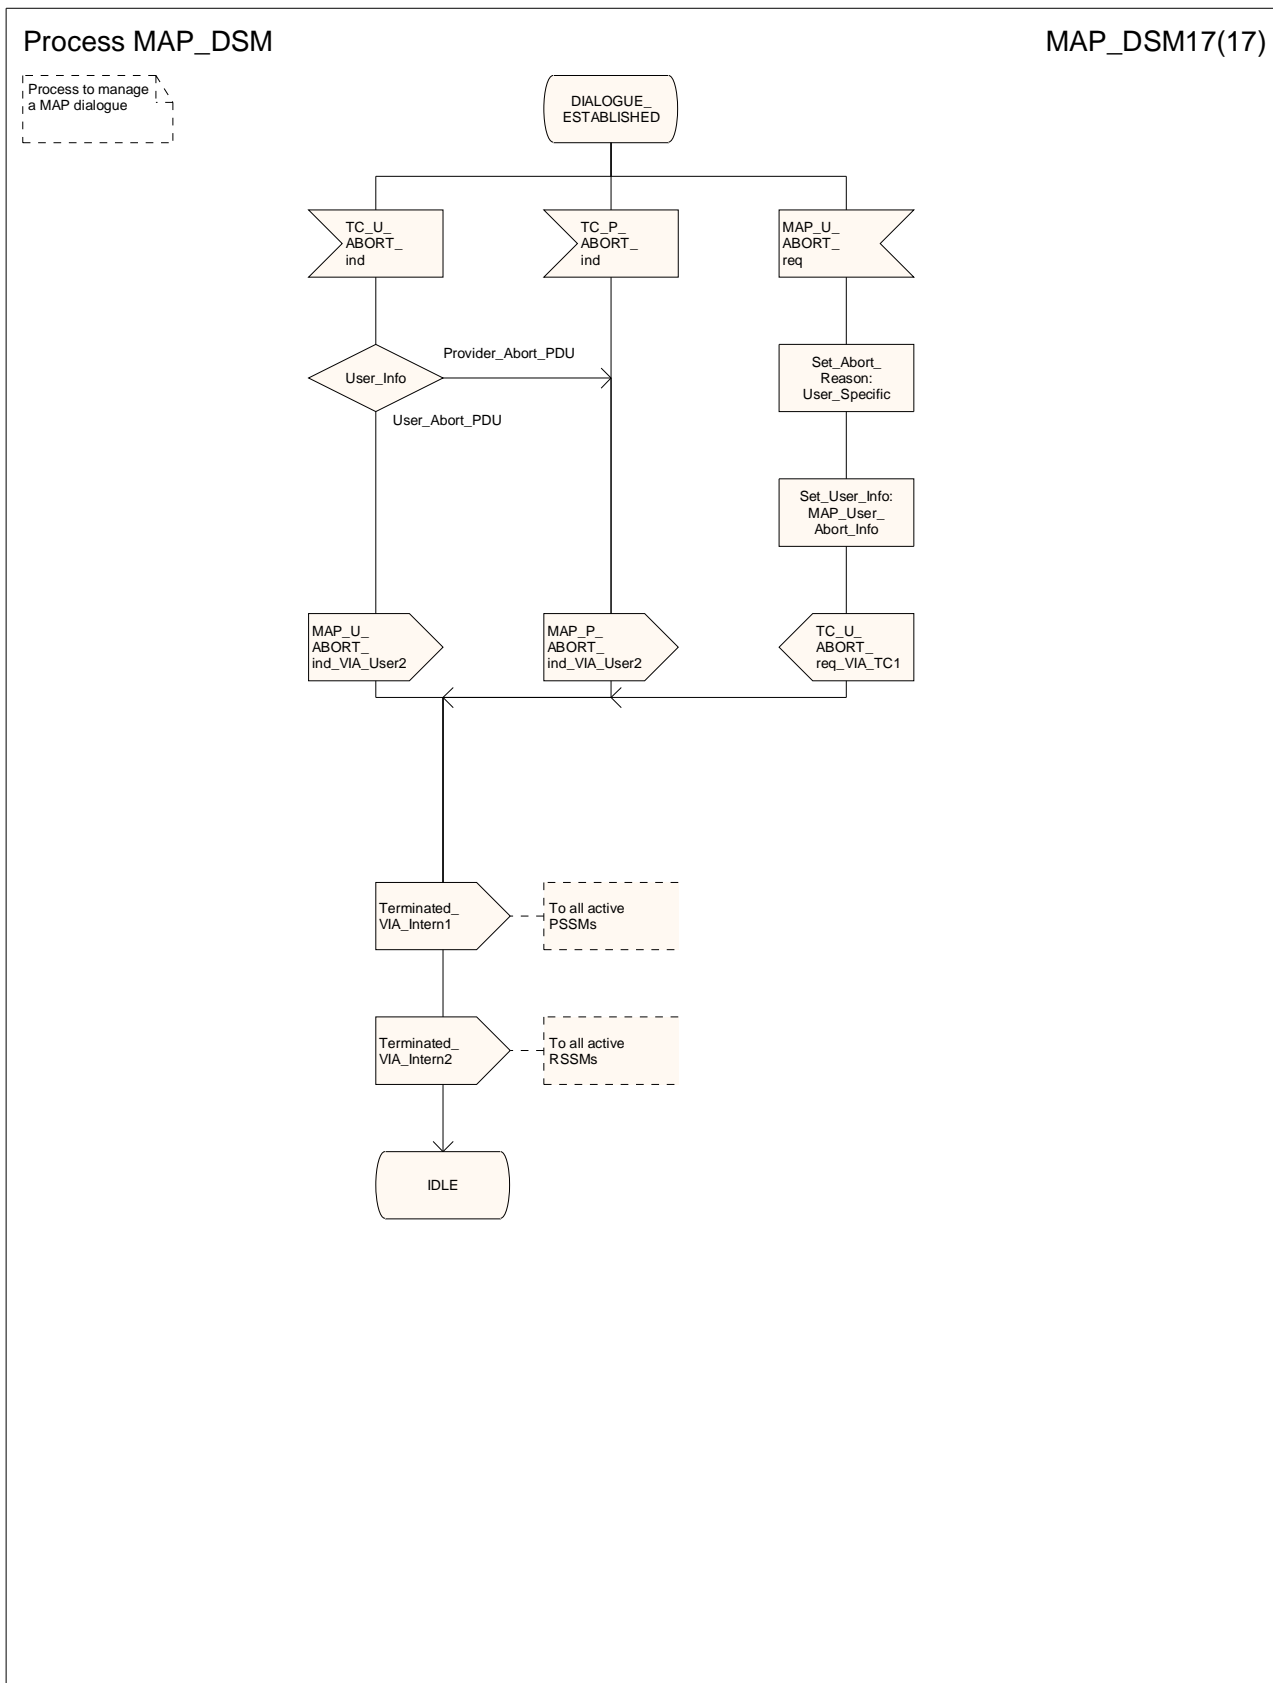 Process MAP_DSM
MAP_DSM17(17)
Process to manage
a MAP dialogue
DIALOGUE_
ESTABLISHED
TC_U_
ABORT_
ind
TC_P_
ABORT_
ind
MAP_U_
ABORT_
req
User_Info
Provider_Abort_PDU
User_Abort_PDU
Set_Abort_
Reason:
User_Specific
Set_User_Info:
MAP_User_
Abort_Info
MAP_U_
ABORT_
ind_VIA_User2
MAP_P_
ABORT_
ind_VIA_User2
TC_U_
ABORT_
req_VIA_TC1
Terminated_
VIA_Intern1
To all active
PSSMs
Terminated_
VIA_Intern2
To all active
RSSMs
IDLE